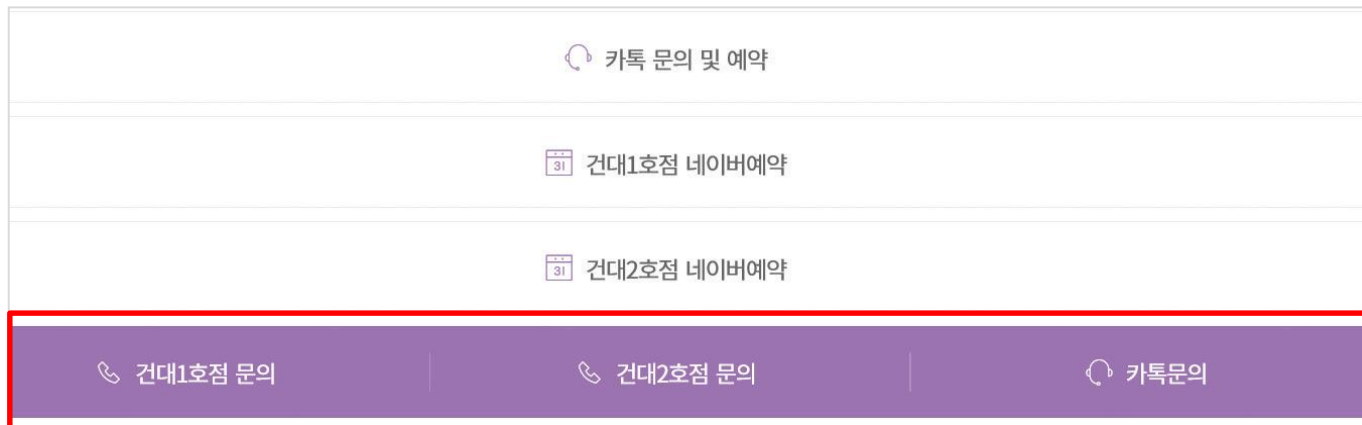 카톡 문의 및 예약
31 건대1호점 네이버예약
31 건대2호점 네이버예약
건대1호점 문의 건대2호점 문의 카톡문의